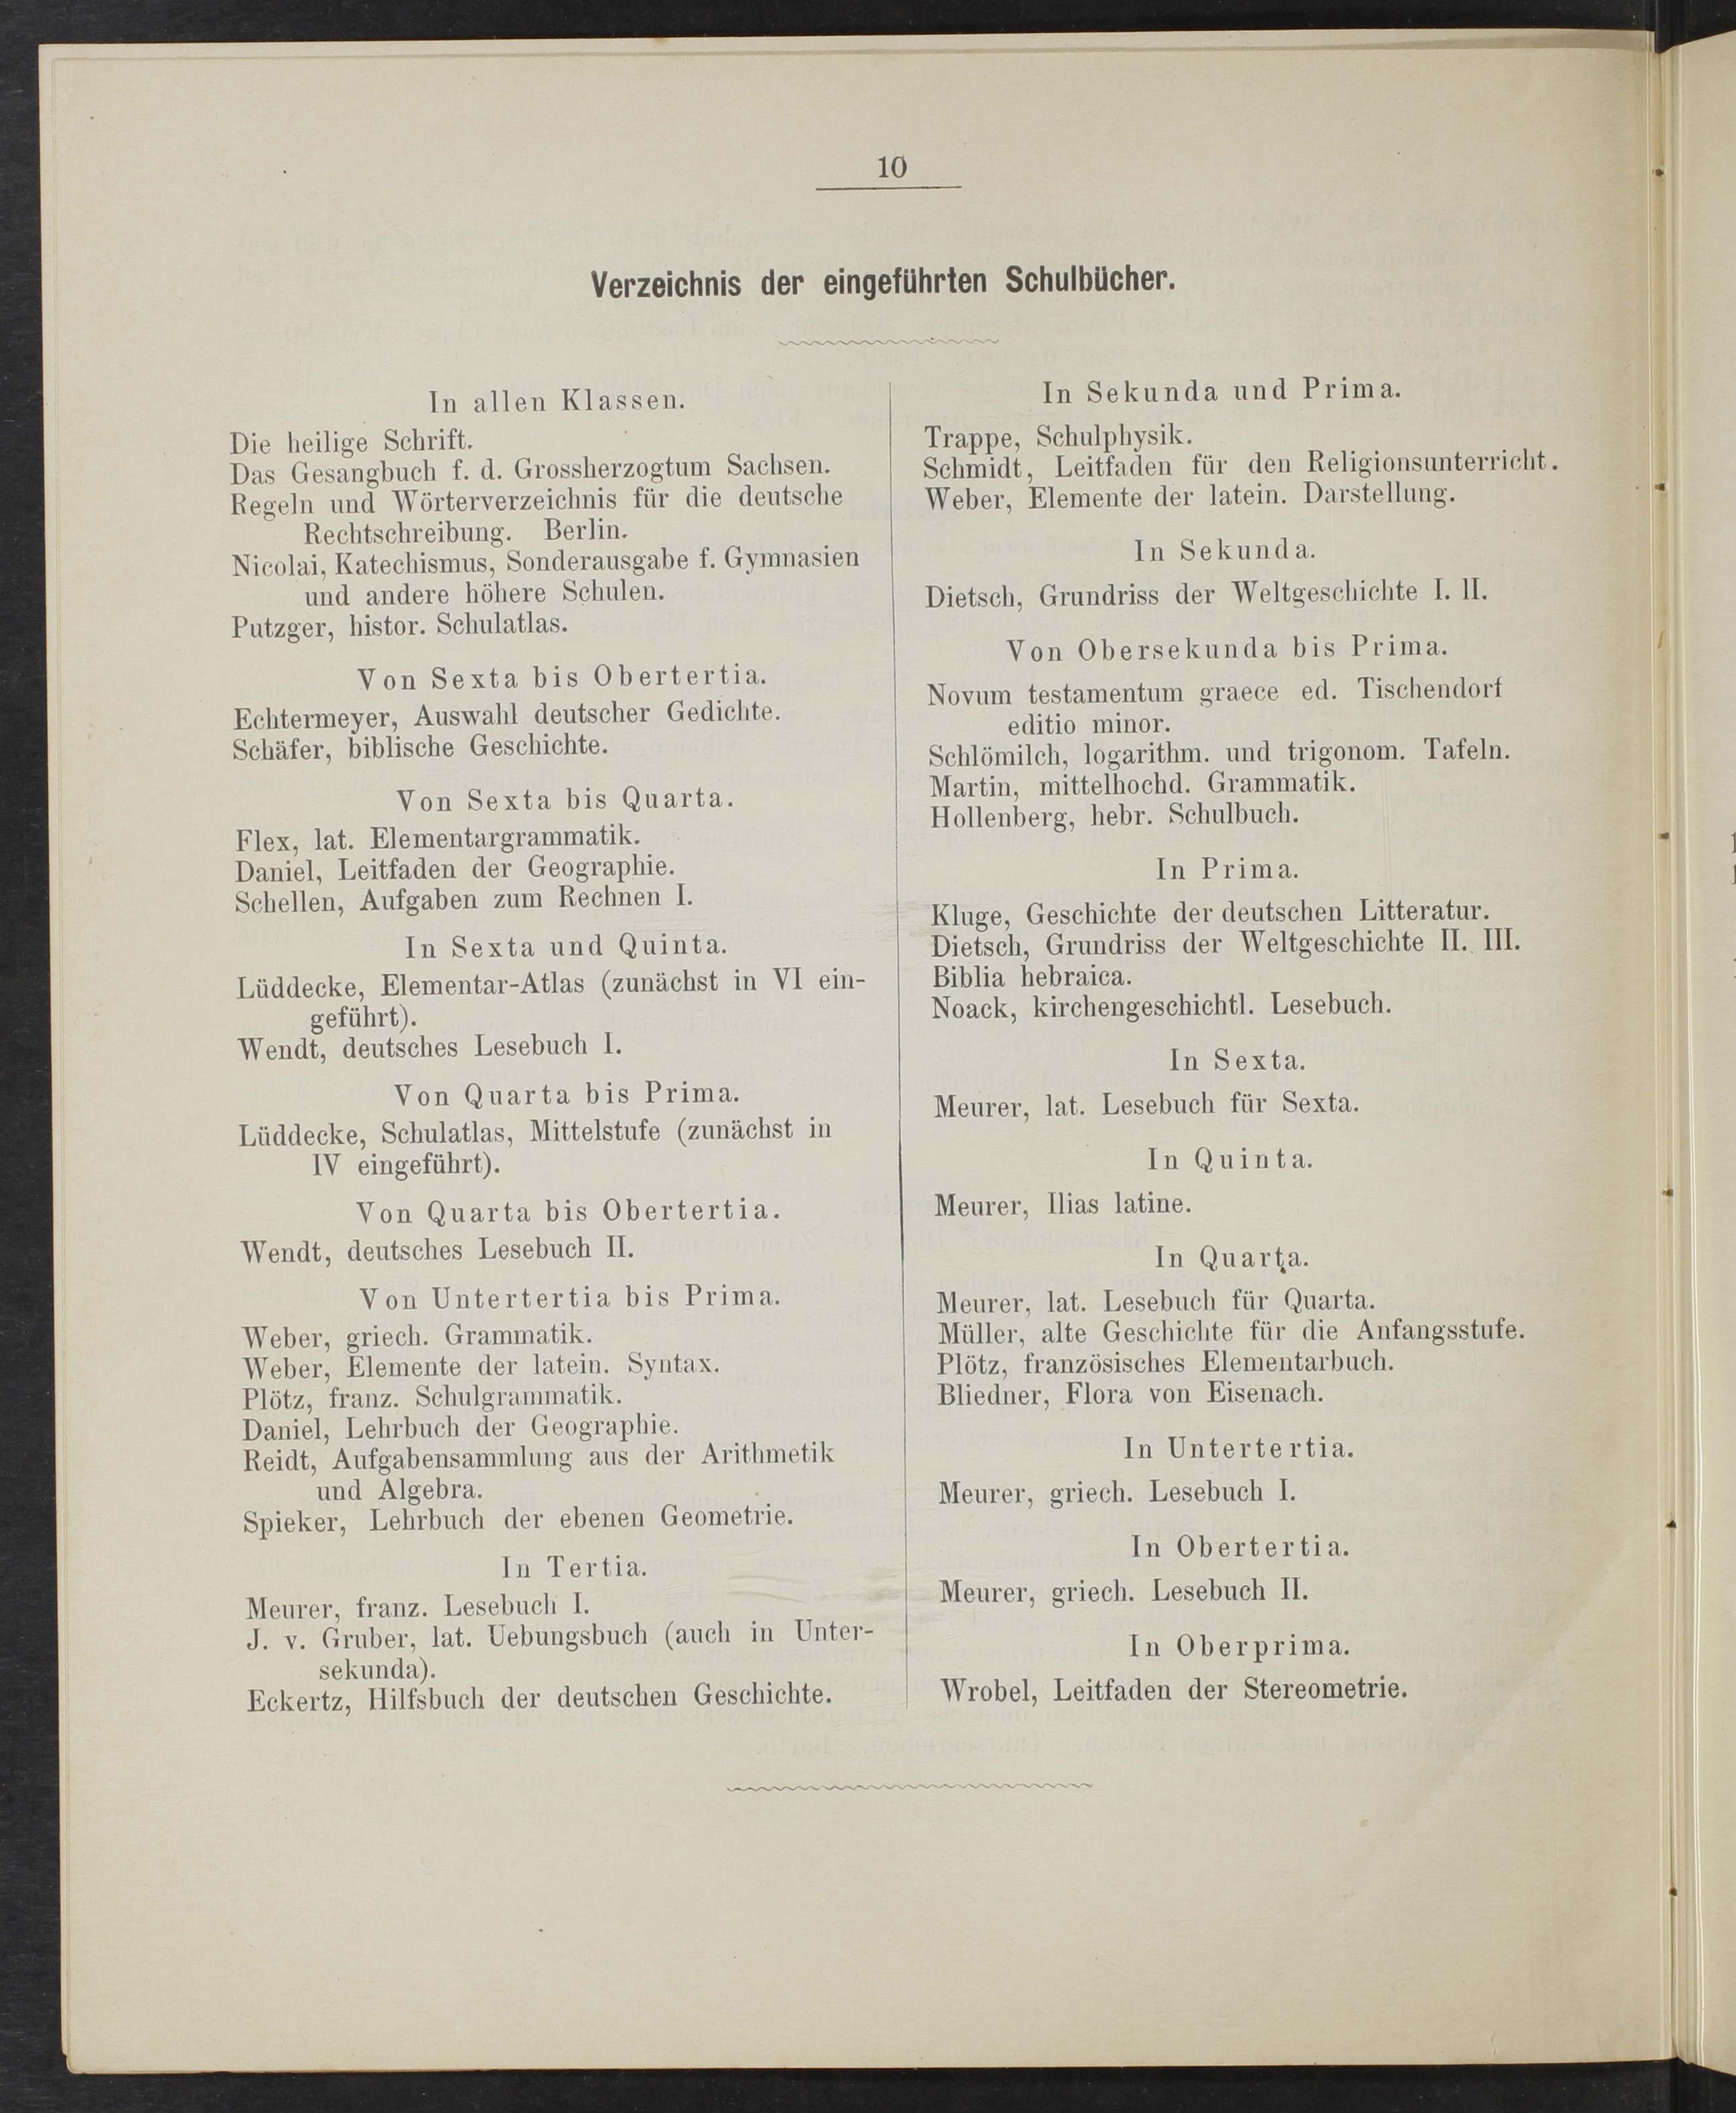 10
Verzeichnis der eingeführten Schulbücher.
In allen Klassen.
Die heilige Schrift.
Das Gesangbuch f. d. Grossherzogtum Sachsen.
Regeln und Wörterverzeichnis für die deutsche
Rechtschreibung. Berlin.
Nicolai, Katechismus, Sonderausgabe f. Gymnasien
und andere höhere Schulen.
Putzger, histor. Schulatlas.
Von Sexta bis Obertertia.
Echtermeyer, Auswahl deutscher Gedichte.
Schäfer, biblische Geschichte.
Von Sexta bis Quarta.
Flex, lat. Elementargrammatik.
Daniel, Leitfaden der Geographie.
Schellen, Aufgaben zum Rechnen I.
In Sexta und Quinta.
Lüddecke, Elementar-Atlas (zunächst in VI ein-
geführt).
Wendt, deutsches Lesebuch I.
Von Quarta bis Prima.
Lüddecke, Schulatlas, Mittelstufe (zunächst in
IV eingeführt).
Von Quarta bis Obertertia.
Wendt, deutsches Lesebuch II.
Von Untertertia bis Prima.
Weber, griech. Grammatik.
Weber, Elemente der latein. Syntax.
Plötz, franz. Schulgrammatik.
Daniel, Lehrbuch der Geographie.
Reidt, Aufgabensammlung aus der Arithmetik
und Algebra.
Spieker, Lehrbuch der ebenen Geometrie.
In Tertia.
Meurer, franz. Lesebuch I.
J. v. Gruber, lat. Uebungsbuch (auch in Unter-
sekunda).
Eckertz, Hilfsbuch der deutschen Geschichte.
In Sekunda und Prima.
Trappe, Schulphysik.
Schmidt, Leitfaden für den Religionsunterricht.
Weber, Elemente der latein. Darstellung.
In Sekunda.
Dietsch, Grundriss der Weltgeschichte I. II.
Von Obersekunda bis Prima.
Novum testamentum graece ed. Tischendorf
editio minor.
Schlömilch, logarithm. und trigonom. Tafeln.
Martin, mittelhochd. Grammatik.
Hollenberg, hebr. Schulbuch.
In Prima.
Kluge, Geschichte der deutschen Litteratur.
Dietsch, Grundriss der Weltgeschichte II. III.
Biblia hebraica.
Noack, kirchengeschichtl. Lesebuch.
In Sexta.
Meurer, lat. Lesebuch für Sexta.
In Quinta.
Meurer, Ilias latine.
In Quarta.
Meurer, lat. Lesebuch für Quarta.
Müller, alte Geschichte für die Anfangsstufe.
Plötz, französisches Elementarbuch.
Bliedner, Flora von Eisenach.
In Untertertia.
Meurer, griech. Lesebuch I.
In Obertertia.
Meurer, griech. Lesebuch II.
In Oberprima.
Wrobel, Leitfaden der Stereometrie.